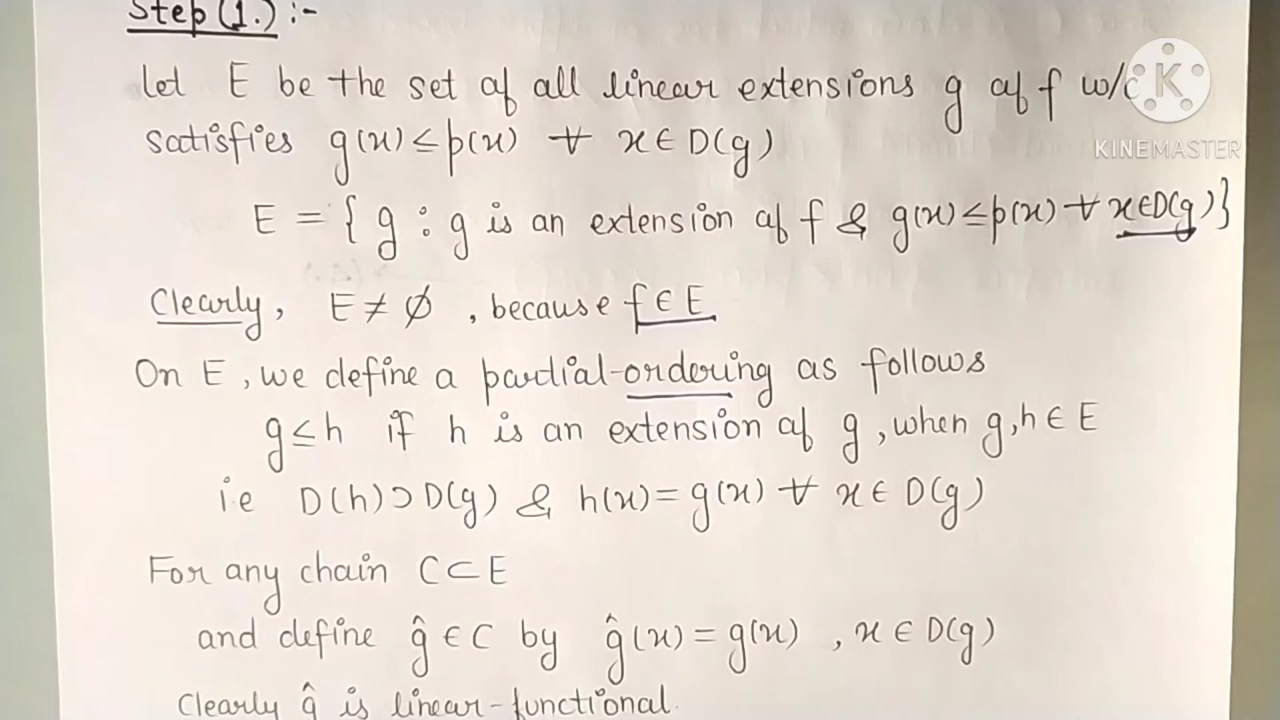 Step (1.) :-
let E be the set of all linear extensions g of f w/c
satisfies g(x) ≤ p(x) ∀ x ∈ D(g)
KINEMASTER
E = { g : g is an extension of f & g(x) ≤ p(x) ∀ x ∈ D(g) }
Clearly, E ≠ ∅ , because f ∈ E
On E, we define a partial-ordering as follows
g ≤ h if h is an extension of g, when g, h ∈ E
i.e D(h) ⊃ D(g) & h(x) = g(x) ∀ x ∈ D(g)
For any chain C ⊂ E
and define ĝ ∈ C by ĝ(x) = g(x) , x ∈ D(g)
Clearly ĝ is linear-functional.